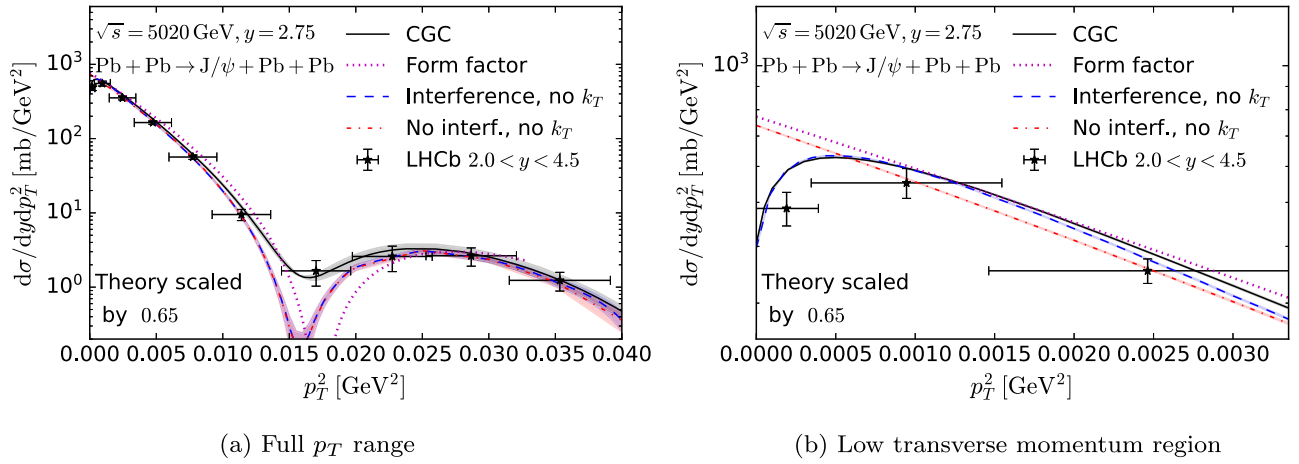 √s = 5020 GeV, y = 2.75
Pb + Pb → J/ψ + Pb + Pb
CGC
Form factor
Interference, no k_T
No interf., no k_T
LHCb 2.0 < y < 4.5
Theory scaled
by 0.65
dσ/dydp_T^2 [mb/GeV^2]
10^3
10^2
10^1
10^0
0.000 0.005 0.010 0.015 0.020 0.025 0.030 0.035 0.040
p_T^2 [GeV^2]
(a) Full p_T range
√s = 5020 GeV, y = 2.75
Pb + Pb → J/ψ + Pb + Pb
CGC
Form factor
Interference, no k_T
No interf., no k_T
LHCb 2.0 < y < 4.5
Theory scaled
by 0.65
dσ/dydp_T^2 [mb/GeV^2]
10^3
0.0000 0.0005 0.0010 0.0015 0.0020 0.0025 0.0030
p_T^2 [GeV^2]
(b) Low transverse momentum region